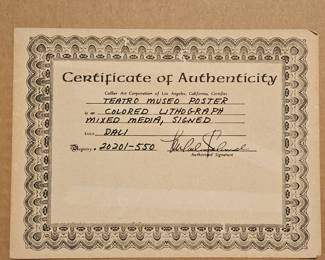 Certificate of Authenticity
Collier Art Corporation of Los Angeles, California, Certifies
TEATRO MUSEO POSTER
COLORED LITHOGRAPH
MIXED MEDIA, SIGNED
DALI
Registry # 20201-550
Authorized Signature